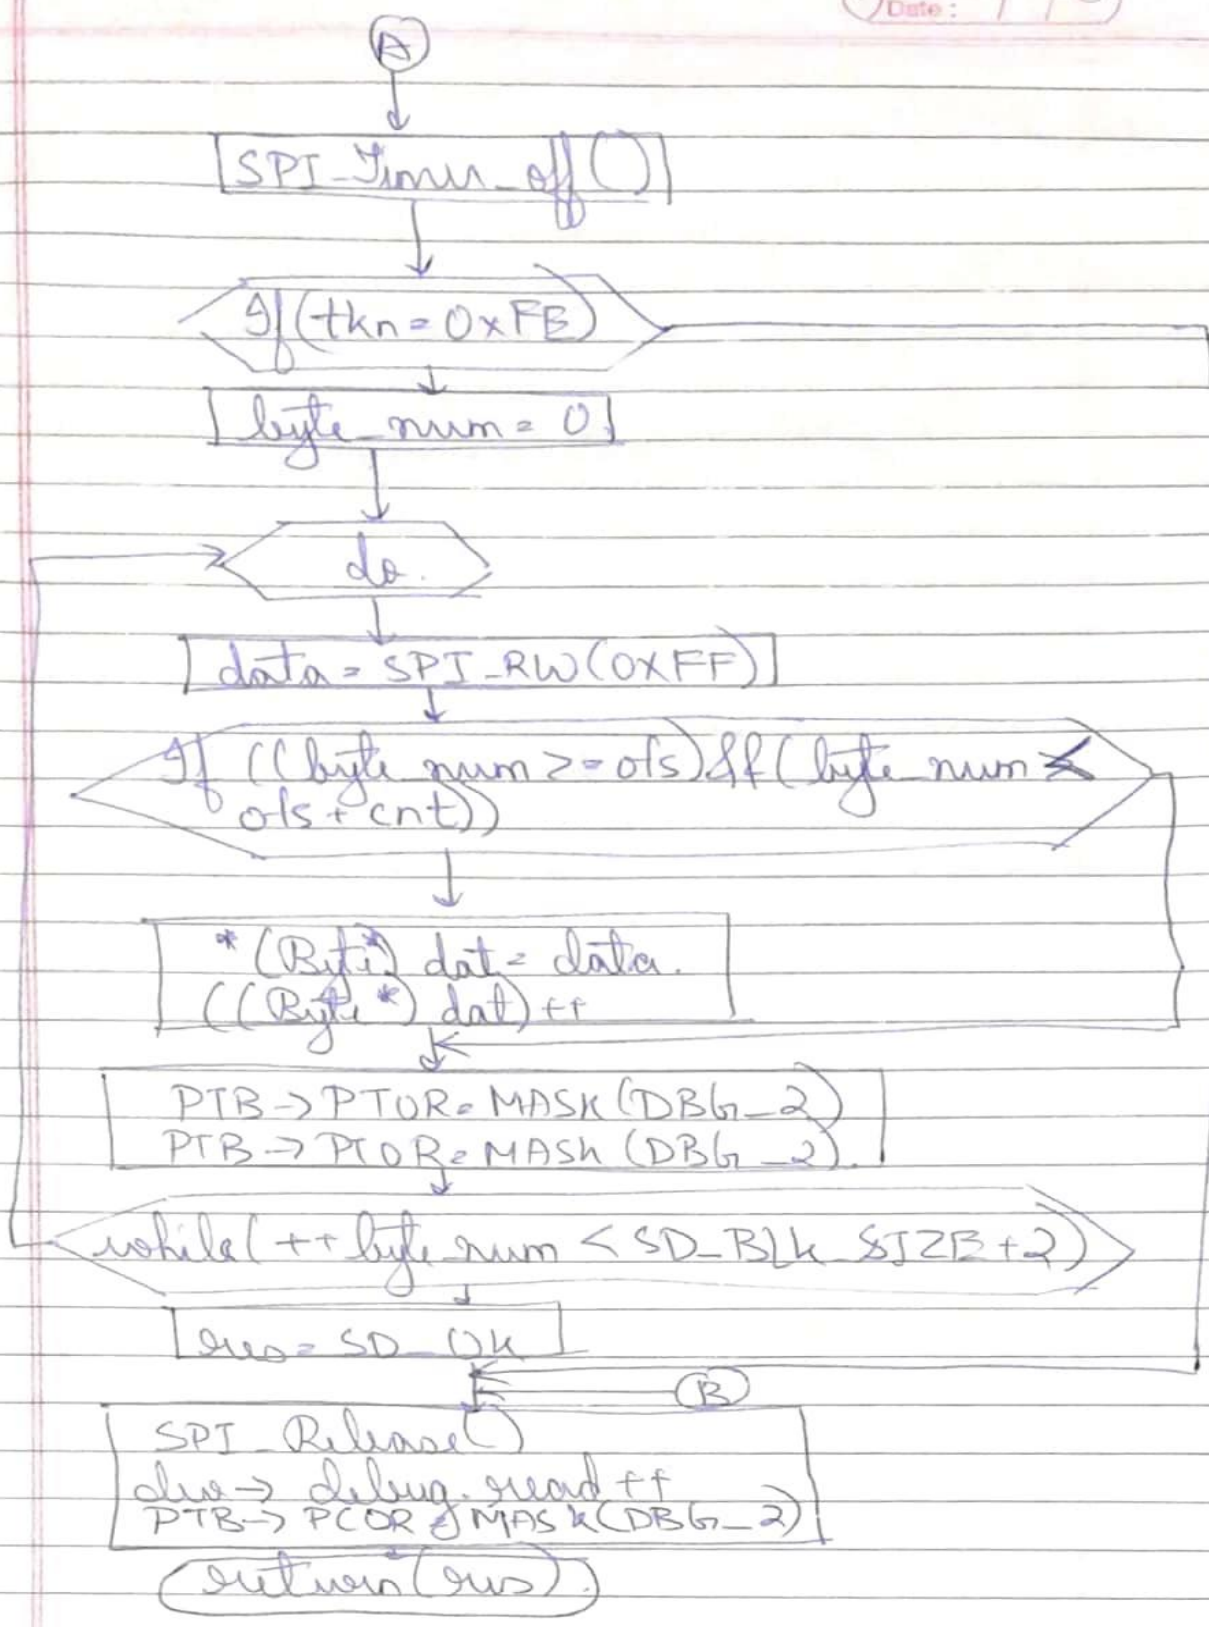 Date :
A
SPI_Timer_off()
If(tkn=0xFE)
byte_num = 0
do.
data = SPI_RW(0XFF)
If ((byte_num >= ofs) && (byte_num <
ofs + cnt))
*(Byte*) dat = data.
((Byte *) dat)++
PTB->PTOR = MASK(DBG_2)
PTB->PTOR = MASK(DBG_2).
while(++byte_num < SD_BLK_SIZE+2)
res = SD_OK
B
SPI_Release()
dev-> debug.read ++
PTB-> PCOR = MASK(DBG_2)
return(res).